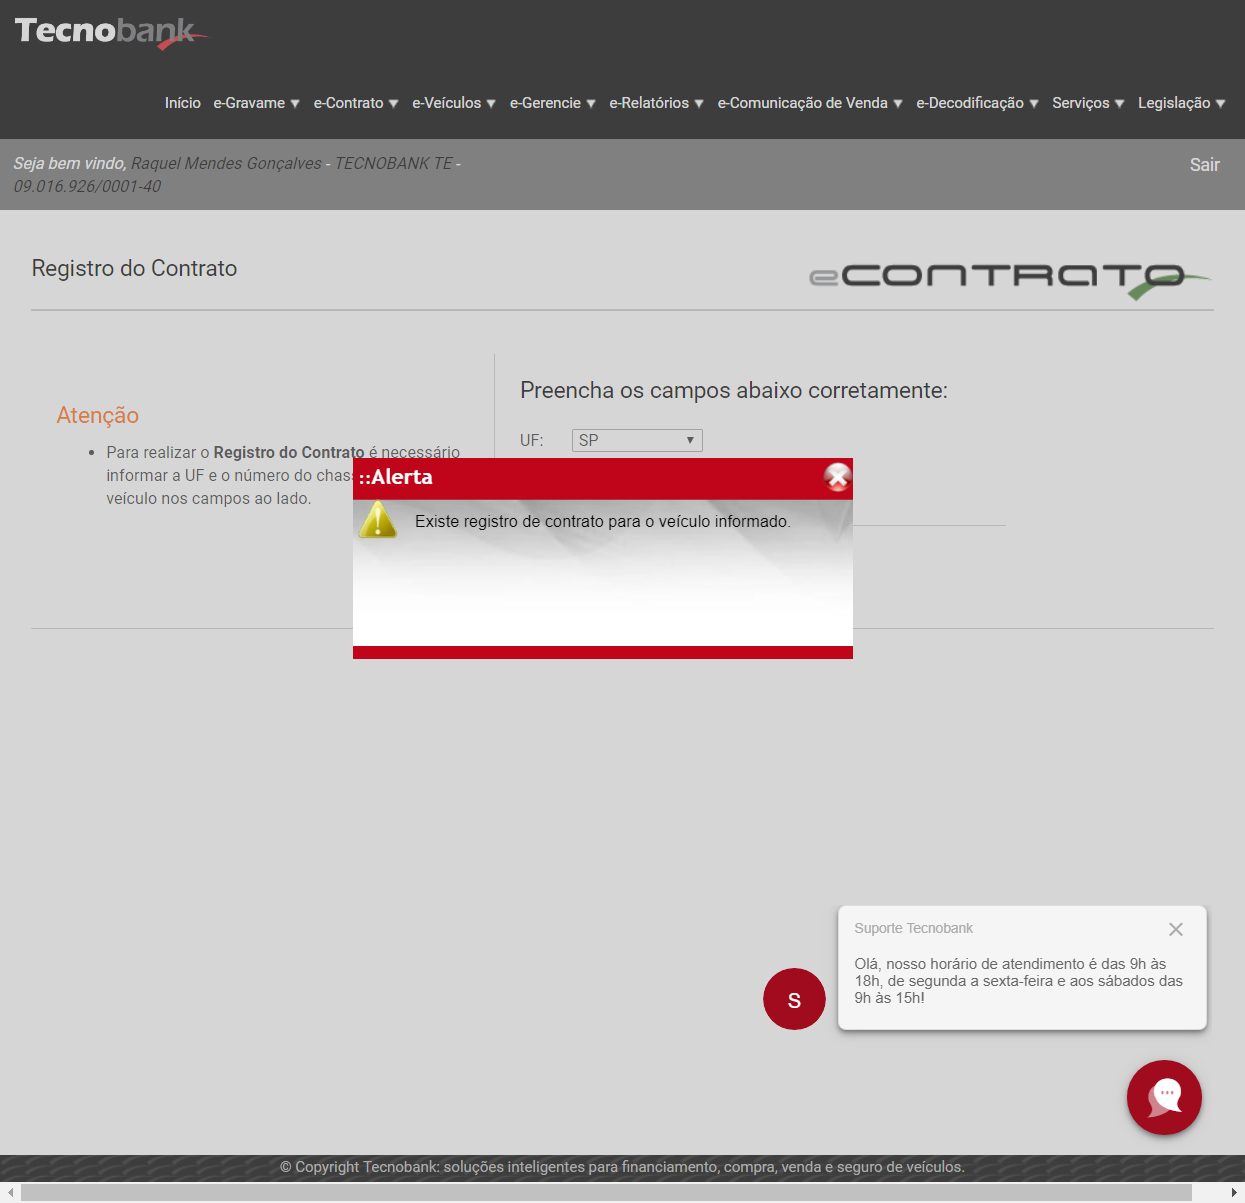 Tecnobank
Início e-Gravame ▼ e-Contrato ▼ e-Veículos ▼ e-Gerencie ▼ e-Relatórios ▼ e-Comunicação de Venda ▼ e-Decodificação ▼ Serviços ▼ Legislação ▼
Seja bem vindo, Raquel Mendes Gonçalves - TECNOBANK TE -
09.016.926/0001-40
Sair
Registro do Contrato
eCONTRATO
Atenção
• Para realizar o Registro do Contrato é necessário
informar a UF e o número do chas
veículo nos campos ao lado.
Preencha os campos abaixo corretamente:
UF: SP ▼
::Alerta
Existe registro de contrato para o veículo informado.
Suporte Tecnobank
Olá, nosso horário de atendimento é das 9h às
18h, de segunda a sexta-feira e aos sábados das
9h às 15h!
S
© Copyright Tecnobank: soluções inteligentes para financiamento, compra, venda e seguro de veículos.